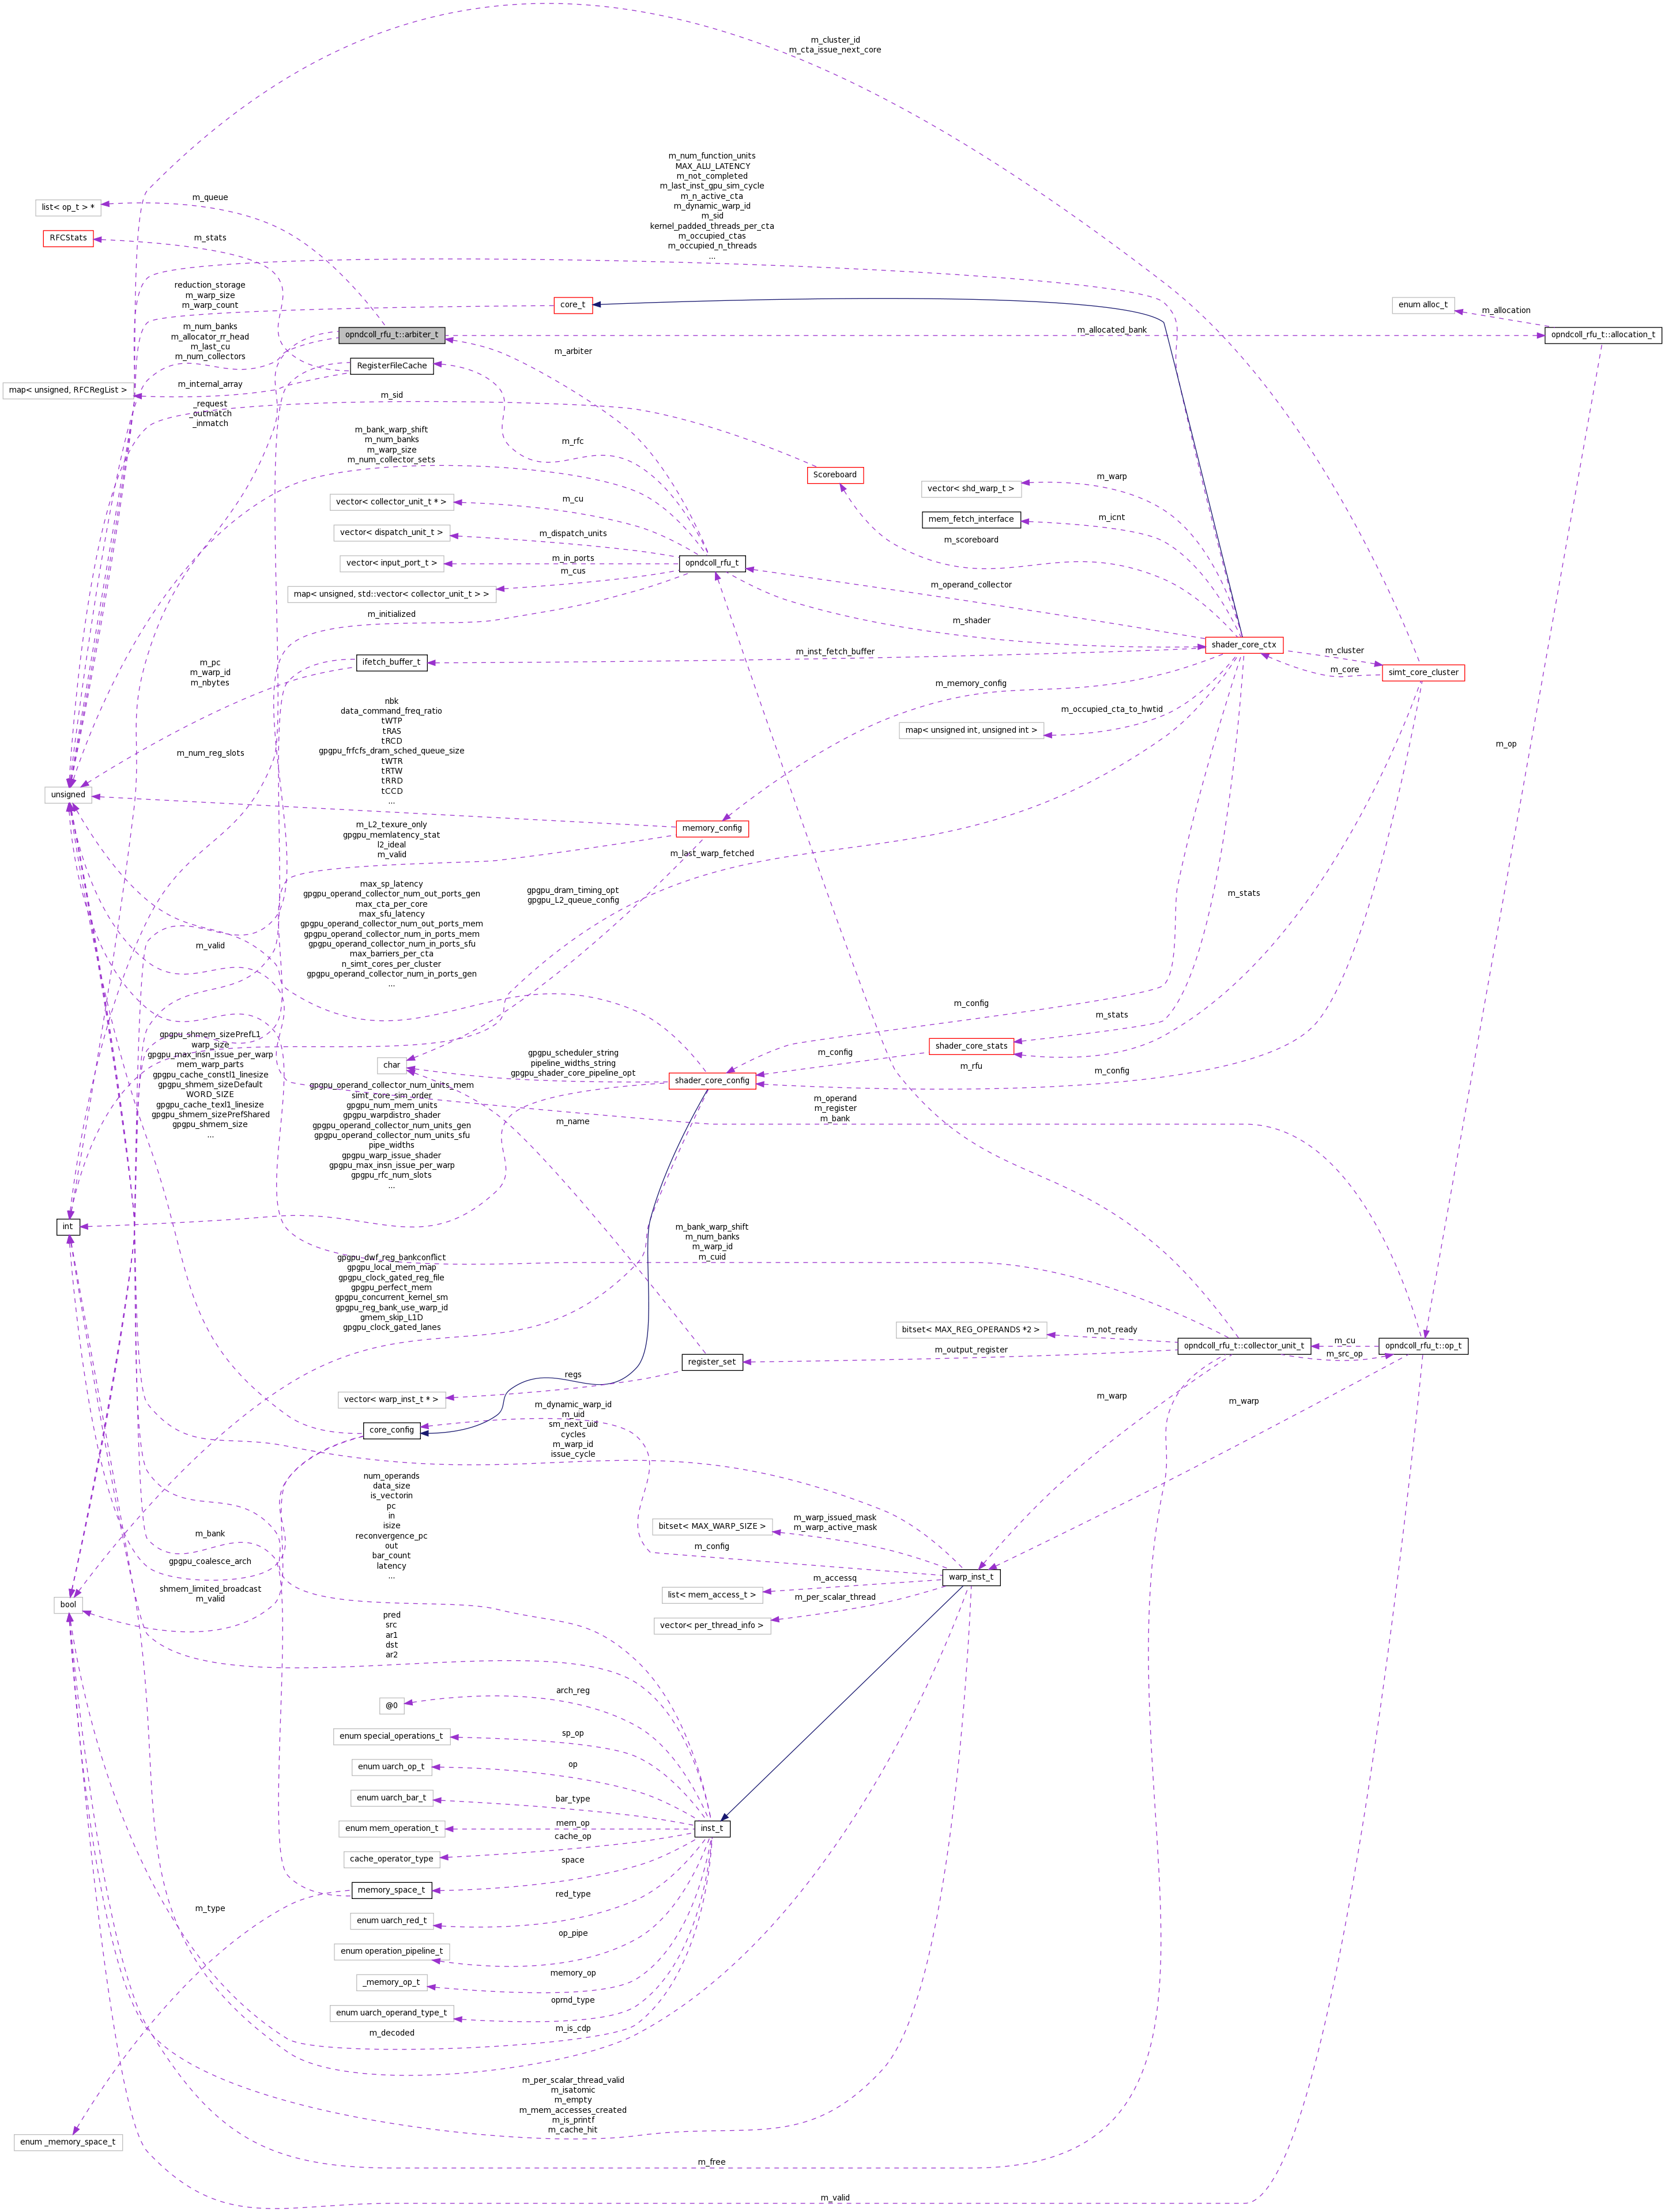 m_cluster_id
m_cta_issue_next_core
m_num_function_units
MAX_ALU_LATENCY
m_not_completed
m_last_inst_gpu_sim_cycle
m_n_active_cta
m_dynamic_warp_id
m_sid
kernel_padded_threads_per_cta
m_occupied_ctas
m_occupied_n_threads
...
m_queue
list< op_t > *
RFCStats
m_stats
reduction_storage
m_warp_size
m_warp_count
core_t
enum alloc_t
m_allocation
m_num_banks
m_allocator_rr_head
m_last_cu
m_num_collectors
opndcoll_rfu_t::arbiter_t
m_allocated_bank
opndcoll_rfu_t::allocation_t
m_arbiter
RegisterFileCache
map< unsigned, RFCRegList >
m_internal_array
m_sid
_request
_outmatch
_inmatch
m_bank_warp_shift
m_num_banks
m_warp_size
m_num_collector_sets
m_rfc
Scoreboard
m_warp
vector< shd_warp_t >
vector< collector_unit_t * >
m_cu
mem_fetch_interface
m_icnt
vector< dispatch_unit_t >
m_dispatch_units
m_scoreboard
vector< input_port_t >
m_in_ports
opndcoll_rfu_t
m_cus
map< unsigned, std::vector< collector_unit_t > >
m_operand_collector
m_initialized
m_shader
shader_core_ctx
m_cluster
m_inst_fetch_buffer
ifetch_buffer_t
m_core
simt_core_cluster
m_pc
m_warp_id
m_nbytes
m_memory_config
m_occupied_cta_to_hwtid
map< unsigned int, unsigned int >
m_op
nbk
data_command_freq_ratio
tWTP
tRAS
tRCD
gpgpu_frfcfs_dram_sched_queue_size
tWTR
tRTW
tRRD
tCCD
...
m_num_reg_slots
unsigned
memory_config
m_L2_texure_only
gpgpu_memlatency_stat
l2_ideal
m_valid
m_last_warp_fetched
max_sp_latency
gpgpu_operand_collector_num_out_ports_gen
max_cta_per_core
max_sfu_latency
gpgpu_operand_collector_num_out_ports_mem
gpgpu_operand_collector_num_in_ports_mem
gpgpu_operand_collector_num_in_ports_sfu
max_barriers_per_cta
n_simt_cores_per_cluster
gpgpu_operand_collector_num_in_ports_gen
...
gpgpu_dram_timing_opt
gpgpu_L2_queue_config
m_stats
m_valid
m_config
m_stats
gpgpu_shmem_sizePrefL1
warp_size
gpgpu_max_insn_issue_per_warp
mem_warp_parts
gpgpu_cache_constl1_linesize
gpgpu_shmem_sizeDefault
WORD_SIZE
gpgpu_cache_texl1_linesize
gpgpu_shmem_sizePrefShared
gpgpu_shmem_size
...
shader_core_stats
char
gpgpu_scheduler_string
pipeline_widths_string
gpgpu_shader_core_pipeline_opt
m_config
m_rfu
m_config
shader_core_config
gpgpu_operand_collector_num_units_mem
simt_core_sim_order
gpgpu_num_mem_units
gpgpu_warpdistro_shader
gpgpu_operand_collector_num_units_gen
gpgpu_operand_collector_num_units_sfu
pipe_widths
gpgpu_warp_issue_shader
gpgpu_max_insn_issue_per_warp
gpgpu_rfc_num_slots
...
m_operand
m_register
m_bank
m_name
int
m_bank_warp_shift
m_num_banks
m_warp_id
m_cuid
gpgpu_dwf_reg_bankconflict
gpgpu_local_mem_map
gpgpu_clock_gated_reg_file
gpgpu_perfect_mem
gpgpu_concurrent_kernel_sm
gpgpu_reg_bank_use_warp_id
gmem_skip_L1D
gpgpu_clock_gated_lanes
bitset< MAX_REG_OPERANDS *2 >
m_not_ready
m_cu
opndcoll_rfu_t::collector_unit_t
opndcoll_rfu_t::op_t
m_output_register
m_src_op
register_set
regs
vector< warp_inst_t * >
m_warp
m_warp
core_config
m_dynamic_warp_id
m_uid
sm_next_uid
cycles
m_warp_id
issue_cycle
num_operands
data_size
is_vectorin
pc
in
isize
reconvergence_pc
out
bar_count
latency
...
m_warp_issued_mask
m_warp_active_mask
bitset< MAX_WARP_SIZE >
m_bank
m_config
gpgpu_coalesce_arch
warp_inst_t
m_accessq
list< mem_access_t >
shmem_limited_broadcast
m_valid
m_per_scalar_thread
bool
vector< per_thread_info >
pred
src
ar1
dst
ar2
arch_reg
@0
sp_op
enum special_operations_t
op
enum uarch_op_t
bar_type
enum uarch_bar_t
mem_op
enum mem_operation_t
inst_t
cache_op
cache_operator_type
space
memory_space_t
red_type
enum uarch_red_t
m_type
op_pipe
enum operation_pipeline_t
memory_op
_memory_op_t
oprnd_type
enum uarch_operand_type_t
m_is_cdp
m_decoded
m_per_scalar_thread_valid
m_isatomic
m_empty
m_mem_accesses_created
m_is_printf
m_cache_hit
enum _memory_space_t
m_free
m_valid